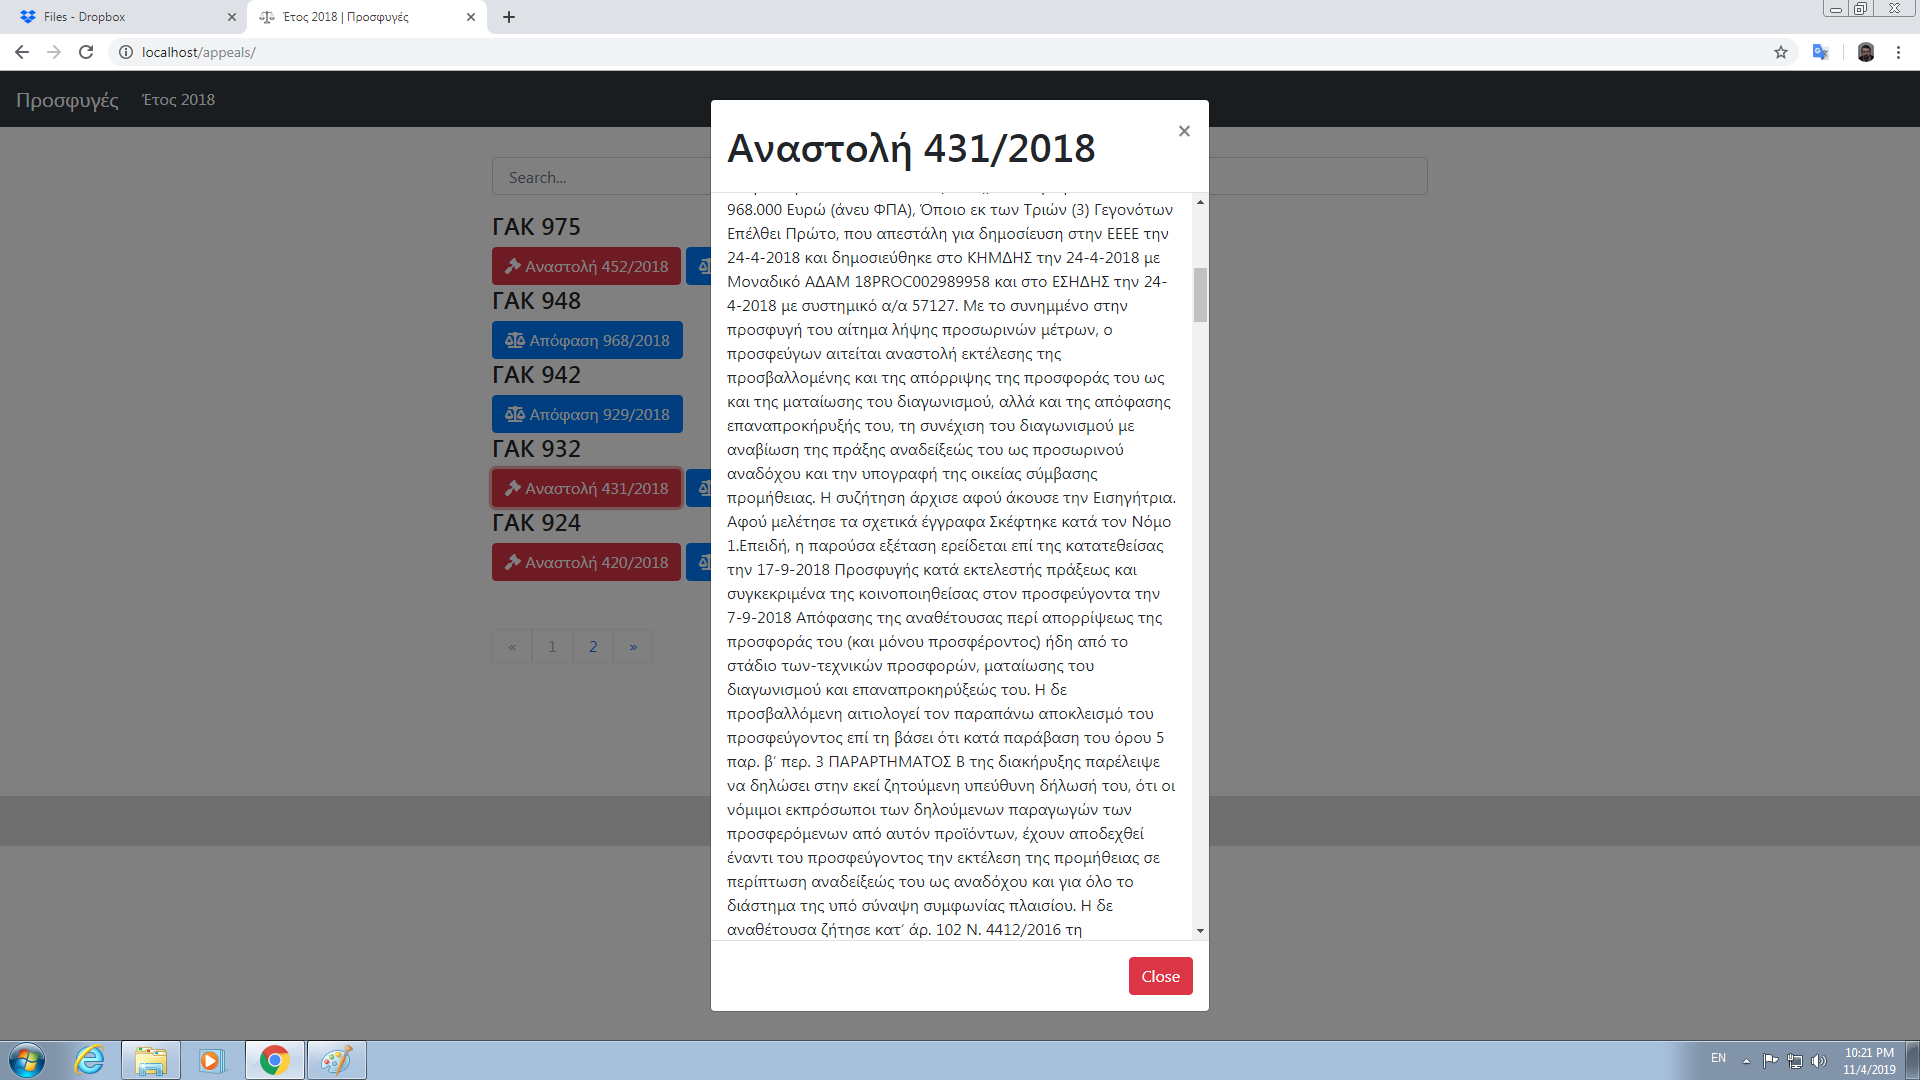 Files - Dropbox
Έτος 2018 | Προσφυγές
localhost/appeals/
Προσφυγές
Έτος 2018
Search...
ΓΑΚ 975
Αναστολή 452/2018
ΓΑΚ 948
Απόφαση 968/2018
ΓΑΚ 942
Απόφαση 929/2018
ΓΑΚ 932
Αναστολή 431/2018
ΓΑΚ 924
Αναστολή 420/2018
« 1 2 »
Αναστολή 431/2018
×
968.000 Ευρώ (άνευ ΦΠΑ), Όποιο εκ των Τριών (3) Γεγονότων
Επέλθει Πρώτο, που απεστάλη για δημοσίευση στην ΕΕΕΕ την
24-4-2018 και δημοσιεύθηκε στο ΚΗΜΔΗΣ την 24-4-2018 με
Μοναδικό ΑΔΑΜ 18PROC002989958 και στο ΕΣΗΔΗΣ την 24-
4-2018 με συστημικό α/α 57127. Με το συνημμένο στην
προσφυγή του αίτημα λήψης προσωρινών μέτρων, ο
προσφεύγων αιτείται αναστολή εκτέλεσης της
προσβαλλομένης και της απόρριψης της προσφοράς του ως
και της ματαίωσης του διαγωνισμού, αλλά και της απόφασης
επαναπροκήρυξής του, τη συνέχιση του διαγωνισμού με
αναβίωση της πράξης αναδείξεώς του ως προσωρινού
αναδόχου και την υπογραφή της οικείας σύμβασης
προμήθειας. Η συζήτηση άρχισε αφού άκουσε την Εισηγήτρια.
Αφού μελέτησε τα σχετικά έγγραφα Σκέφτηκε κατά τον Νόμο
1.Επειδή, η παρούσα εξέταση ερείδεται επί της κατατεθείσας
την 17-9-2018 Προσφυγής κατά εκτελεστής πράξεως και
συγκεκριμένα της κοινοποιηθείσας στον προσφεύγοντα την
7-9-2018 Απόφασης της αναθέτουσας περί απορρίψεως της
προσφοράς του (και μόνου προσφέροντος) ήδη από το
στάδιο των-τεχνικών προσφορών, ματαίωσης του
διαγωνισμού και επαναπροκηρύξεώς του. Η δε
προσβαλλόμενη αιτιολογεί τον παραπάνω αποκλεισμό του
προσφεύγοντος επί τη βάσει ότι κατά παράβαση του όρου 5
παρ. β’ περ. 3 ΠΑΡΑΡΤΗΜΑΤΟΣ Β της διακήρυξης παρέλειψε
να δηλώσει στην εκεί ζητούμενη υπεύθυνη δήλωσή του, ότι οι
νόμιμοι εκπρόσωποι των δηλούμενων παραγωγών των
προσφερόμενων από αυτόν προϊόντων, έχουν αποδεχθεί
έναντι του προσφεύγοντος την εκτέλεση της προμήθειας σε
περίπτωση αναδείξεώς του ως αναδόχου και για όλο το
διάστημα της υπό σύναψη συμφωνίας πλαισίου. Η δε
αναθέτουσα ζήτησε κατ’ άρ. 102 Ν. 4412/2016 τη
Close
EN
10:21 PM
11/4/2019